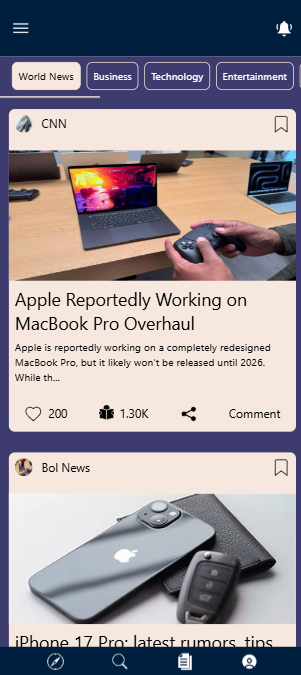 World News
Business
Technology
Entertainment
CNN
Apple Reportedly Working on
MacBook Pro Overhaul
Apple is reportedly working on a completely redesigned
MacBook Pro, but it likely won't be released until 2026.
While th...
200
1.30K
Comment
Bol News
iPhone 17 Pro: latest rumors, tips